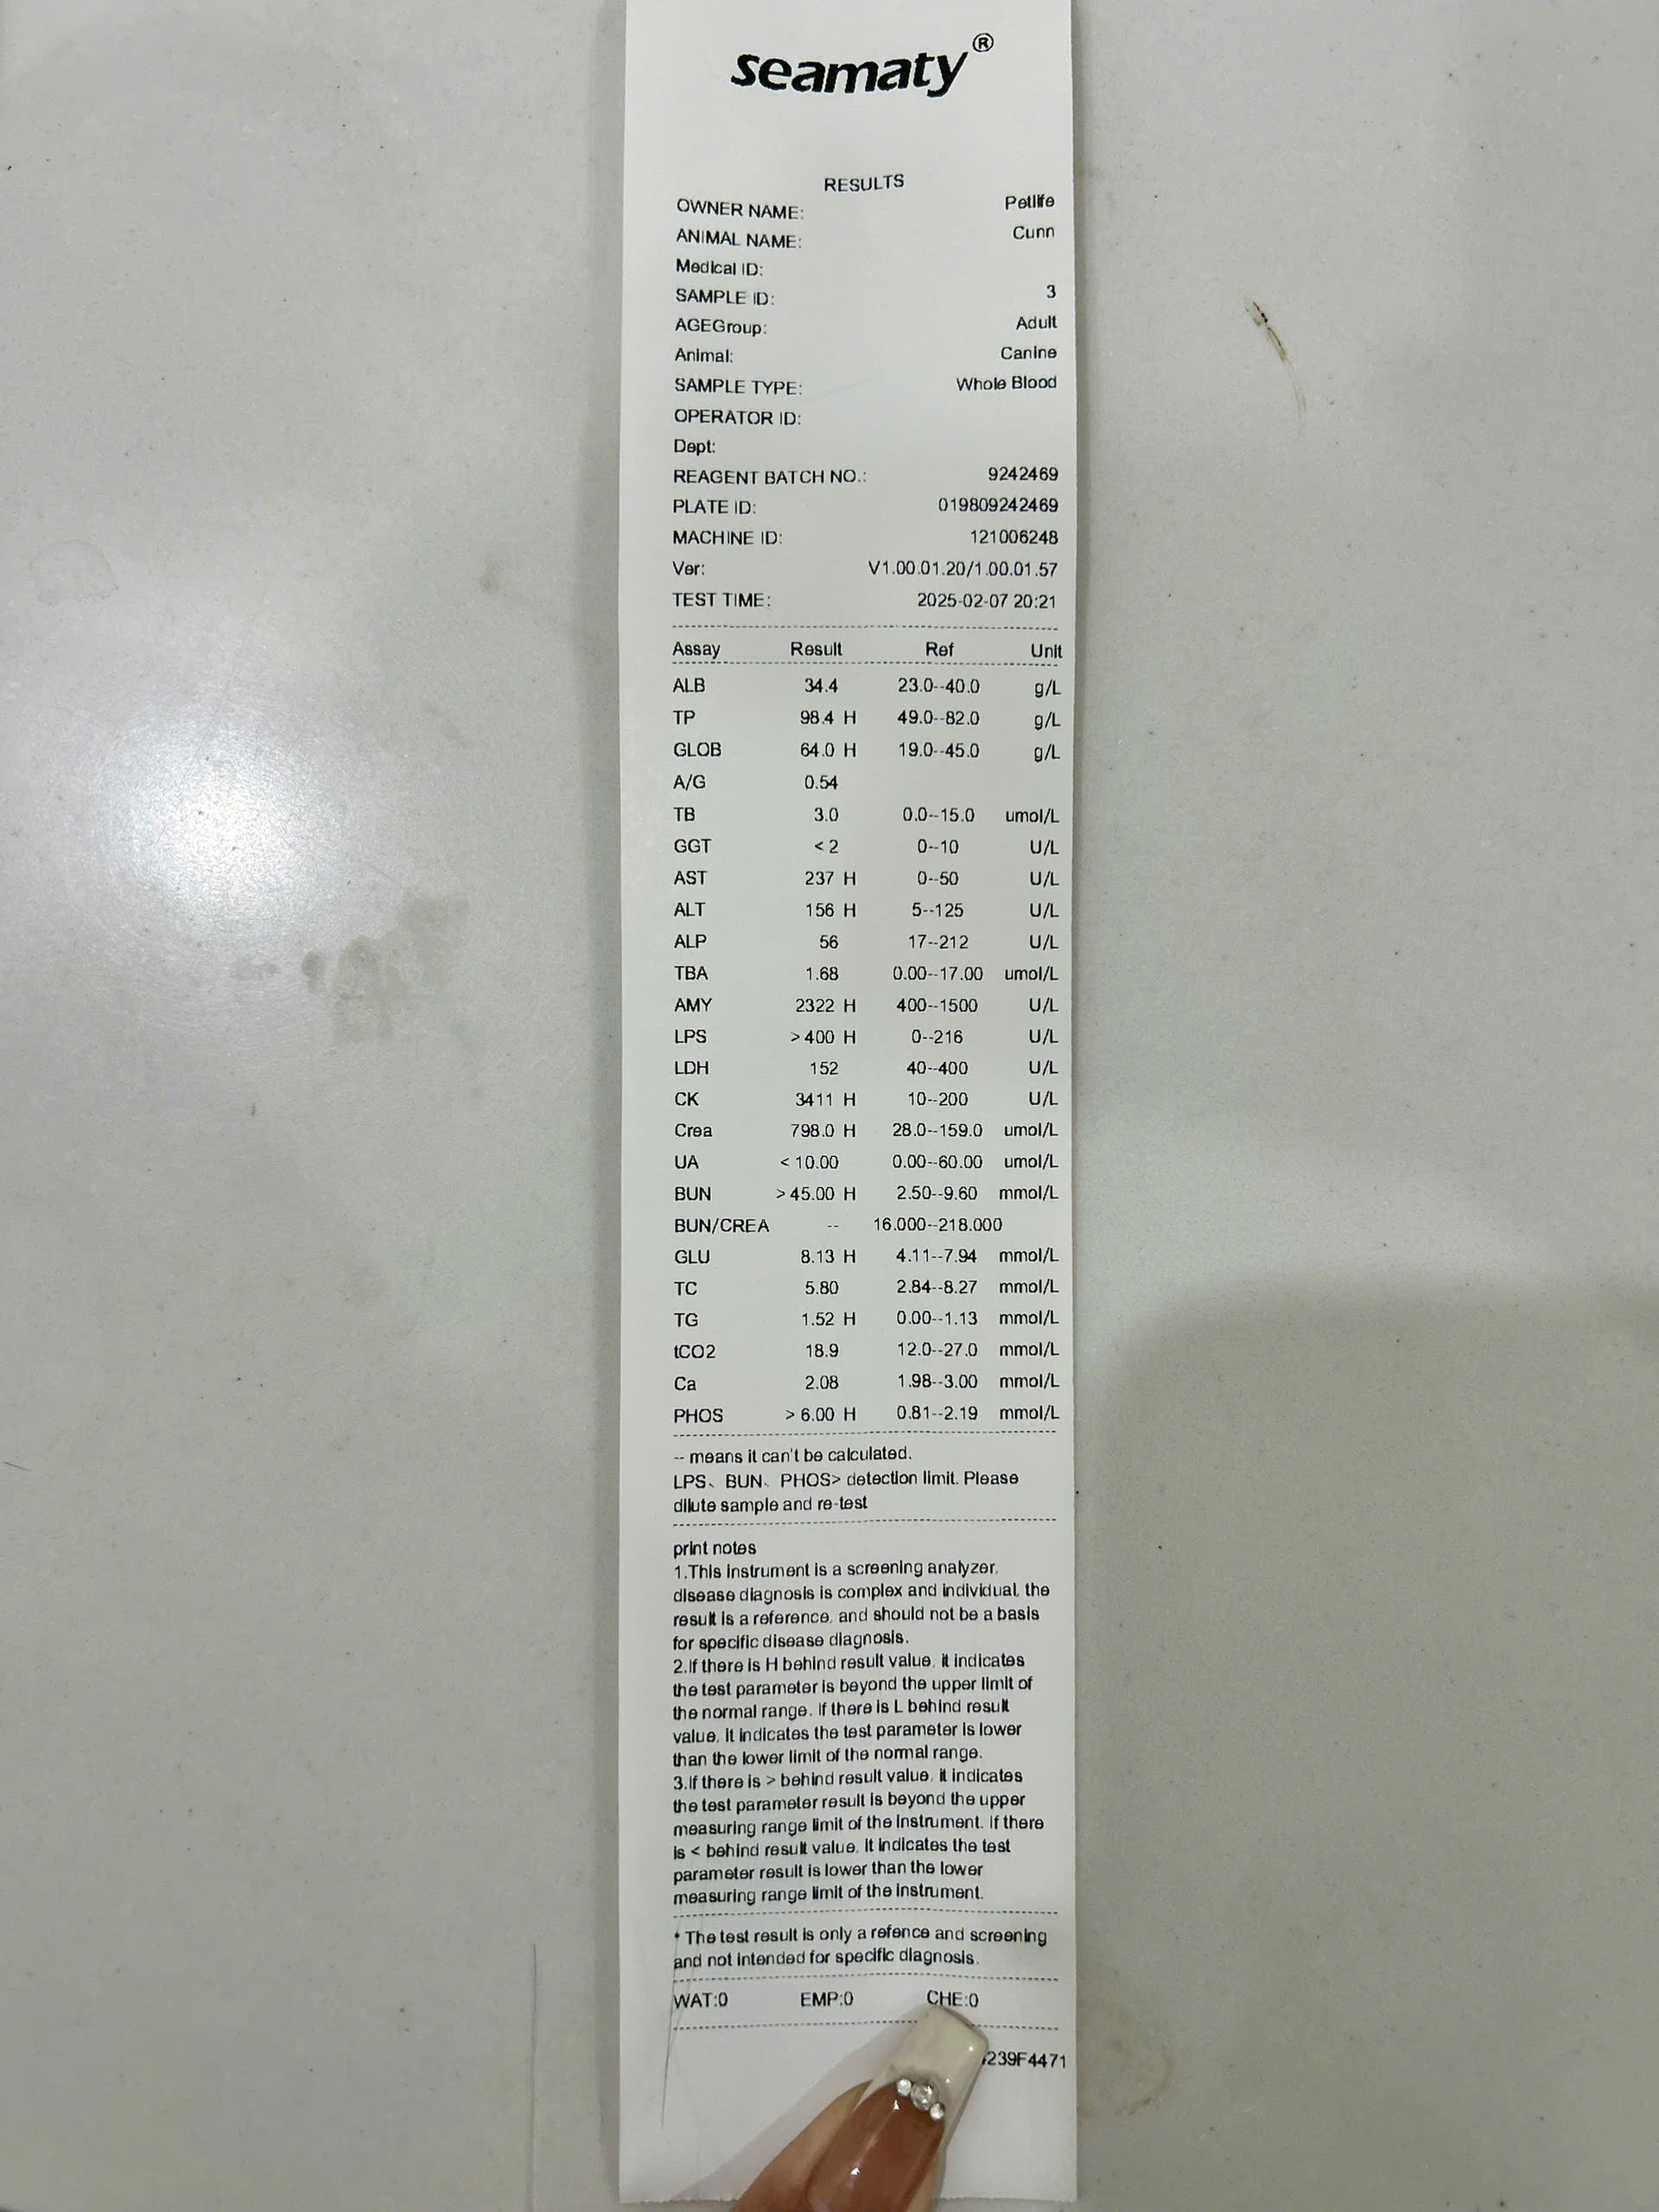 seamaty®
RESULTS
OWNER NAME: Petlife
ANIMAL NAME: Cunn
Medical ID:
SAMPLE ID: 3
AGEGroup: Adult
Animal: Canine
SAMPLE TYPE: Whole Blood
OPERATOR ID:
Dept:
REAGENT BATCH NO.: 9242469
PLATE ID: 019809242469
MACHINE ID: 121006248
Ver: V1.00.01.20/1.00.01.57
TEST TIME: 2025-02-07 20:21
Assay Result Ref Unit
ALB 34.4 23.0--40.0 g/L
TP 98.4 H 49.0--82.0 g/L
GLOB 64.0 H 19.0--45.0 g/L
A/G 0.54
TB 3.0 0.0--15.0 umol/L
GGT < 2 0--10 U/L
AST 237 H 0--50 U/L
ALT 156 H 5--125 U/L
ALP 56 17--212 U/L
TBA 1.68 0.00--17.00 umol/L
AMY 2322 H 400--1500 U/L
LPS > 400 H 0--216 U/L
LDH 152 40--400 U/L
CK 3411 H 10--200 U/L
Crea 798.0 H 28.0--159.0 umol/L
UA < 10.00 0.00--60.00 umol/L
BUN > 45.00 H 2.50--9.60 mmol/L
BUN/CREA -- 16.000--218.000
GLU 8.13 H 4.11--7.94 mmol/L
TC 5.80 2.84--8.27 mmol/L
TG 1.52 H 0.00--1.13 mmol/L
tCO2 18.9 12.0--27.0 mmol/L
Ca 2.08 1.98--3.00 mmol/L
PHOS > 6.00 H 0.81--2.19 mmol/L
-- means it can't be calculated.
LPS、BUN、PHOS> detection limit. Please
dilute sample and re-test
print notes
1.This instrument is a screening analyzer,
disease diagnosis is complex and individual, the
result is a reference, and should not be a basis
for specific disease diagnosis.
2.If there is H behind result value, it indicates
the test parameter is beyond the upper limit of
the normal range. If there is L behind result
value, it indicates the test parameter is lower
than the lower limit of the normal range.
3.If there is > behind result value, it indicates
the test parameter result is beyond the upper
measuring range limit of the instrument. If there
is < behind result value, it indicates the test
parameter result is lower than the lower
measuring range limit of the instrument.
* The test result is only a refence and screening
and not intended for specific diagnosis.
WAT:0 EMP:0 CHE:0
239F4471